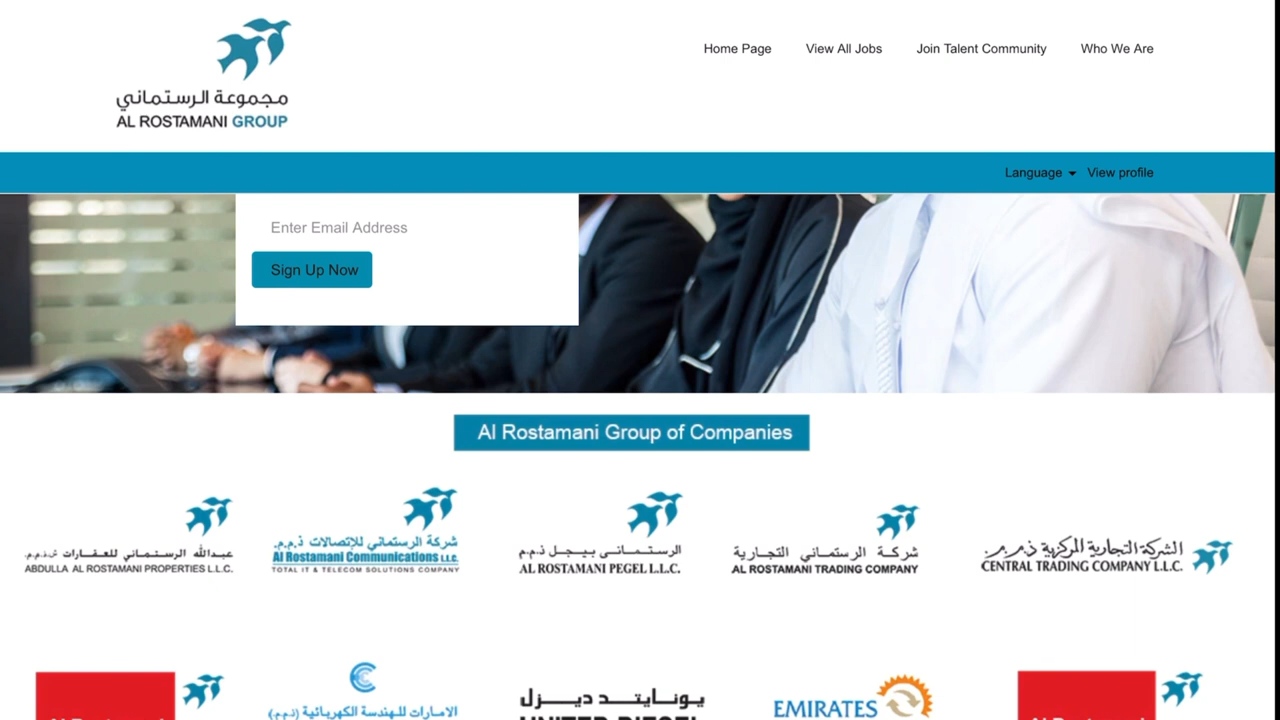 مجموعة الرستماني
AL ROSTAMANI GROUP
Home Page
View All Jobs
Join Talent Community
Who We Are
Language
View profile
Enter Email Address
Sign Up Now
Al Rostamani Group of Companies
عبدالله الرستماني للعقارات ش.ذ.م.م.
ABDULLA AL ROSTAMANI PROPERTIES L.L.C.
شركة الرستماني للإتصالات ذ.م.م.
Al Rostamani Communications L.L.C.
TOTAL IT & TELECOM SOLUTIONS COMPANY
الرستماني بيجل ذ.م.م
AL ROSTAMANI PEGEL L.L.C.
شركة الرستماني التجارية
AL ROSTAMANI TRADING COMPANY
الشركة التجارية المركزية ذ.م.م.
CENTRAL TRADING COMPANY L.L.C.
الامارات للهندسة الكهربائية (ذ.م.م)
يونايتد ديزل
UNITED DIESEL
EMIRATES